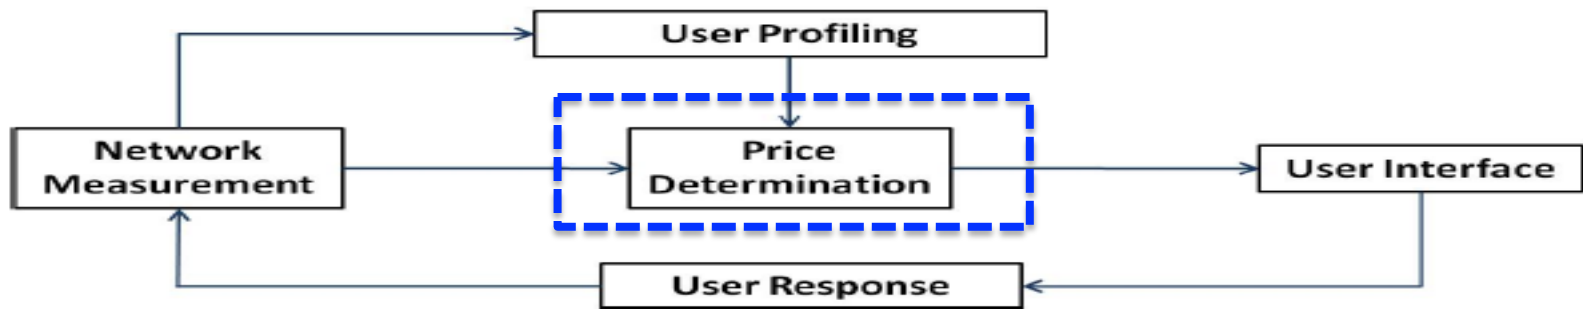 User Profiling
Network
Measurement
Price
Determination
User Interface
User Response